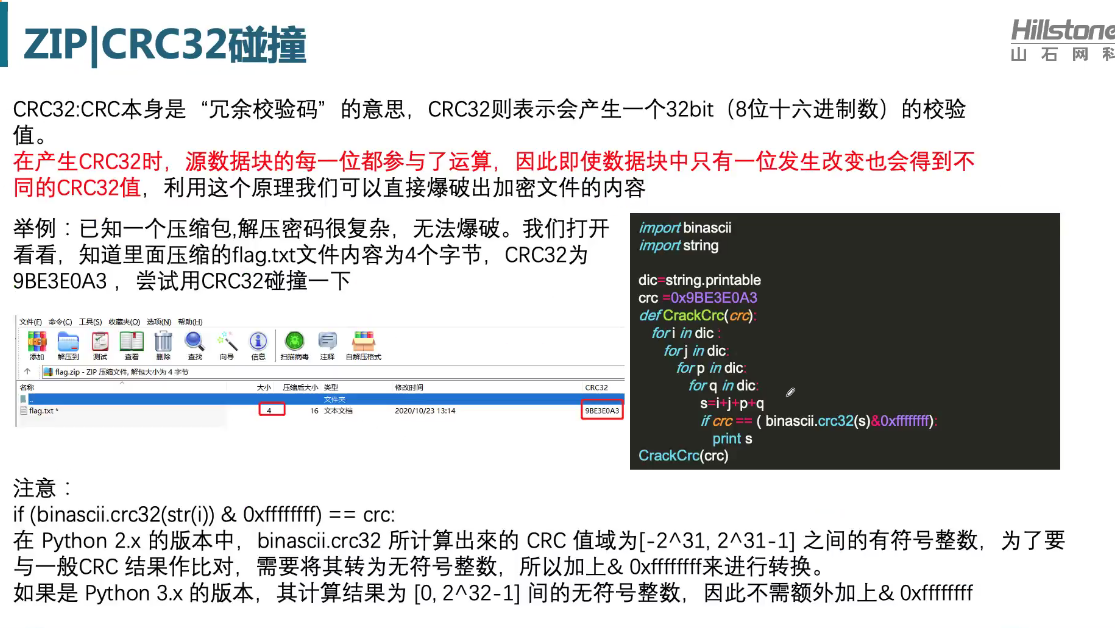 ZIP|CRC32碰撞
Hillstone
山石网科
CRC32:CRC本身是“冗余校验码”的意思，CRC32则表示会产生一个32bit（8位十六进制数）的校验
值。
在产生CRC32时，源数据块的每一位都参与了运算，因此即使数据块中只有一位发生改变也会得到不
同的CRC32值，利用这个原理我们可以直接爆破出加密文件的内容
举例：已知一个压缩包,解压密码很复杂，无法爆破。我们打开
看看，知道里面压缩的flag.txt文件内容为4个字节，CRC32为
9BE3E0A3 ，尝试用CRC32碰撞一下
文件(F) 命令(C) 工具(S) 收藏夹(O) 选项(N) 帮助(H)
添加 解压到 测试 查看 删除 查找 向导 信息 扫描病毒 注释 自解压格式
flag.zip - ZIP 压缩文件, 解包大小为 4 字节
名称 大小 压缩后大小 类型 修改时间 CRC32
.. 文件夹
flag.txt * 4 16 文本文档 2020/10/23 13:14 9BE3E0A3
import binascii
import string
dic=string.printable
crc =0x9BE3E0A3
def CrackCrc(crc):
for i in dic :
for j in dic:
for p in dic:
for q in dic:
s=i+j+p+q
if crc == ( binascii.crc32(s)&0xffffffff):
print s
CrackCrc(crc)
注意：
if (binascii.crc32(str(i)) & 0xffffffff) == crc:
在 Python 2.x 的版本中，binascii.crc32 所计算出來的 CRC 值域为[-2^31, 2^31-1] 之间的有符号整数，为了要
与一般CRC 结果作比对，需要将其转为无符号整数，所以加上& 0xffffffff来进行转换。
如果是 Python 3.x 的版本，其计算结果为 [0, 2^32-1] 间的无符号整数，因此不需额外加上& 0xffffffff